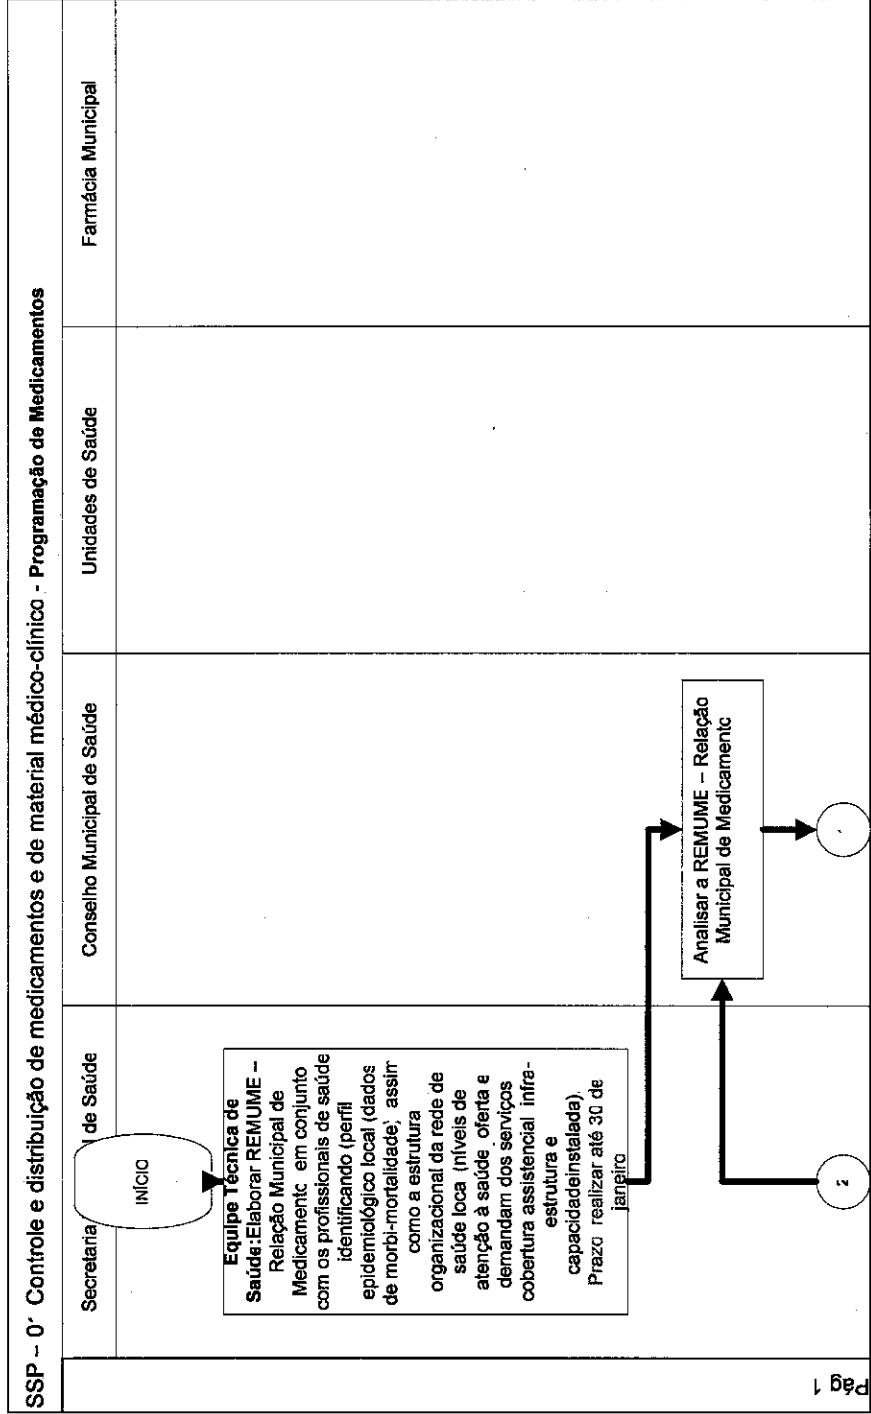 SSP – 0´ Controle e distribuição de medicamentos e de material médico-clínico - Programação de Medicamentos
Secretaria l de Saúde
Conselho Municipal de Saúde
Unidades de Saúde
Farmácia Municipal
INÍCIO
Equipe Técnica de
Saúde:Elaborar REMUME –
Relação Municipal de
Medicamento em conjunto
com os profissionais de saúde
identificando (perfil
epidemiológico local (dados
de morbi-mortalidade) assim
como a estrutura
organizacional da rede de
saúde loca (níveis de
atenção à saúde oferta e
demandam dos serviços
cobertura assistencial infra-
estrutura e
capacidadeinstalada).
Prazo realizar até 30 de
janeiro
Analisar a REMUME – Relação
Municipal de Medicamento
2
Pág 1